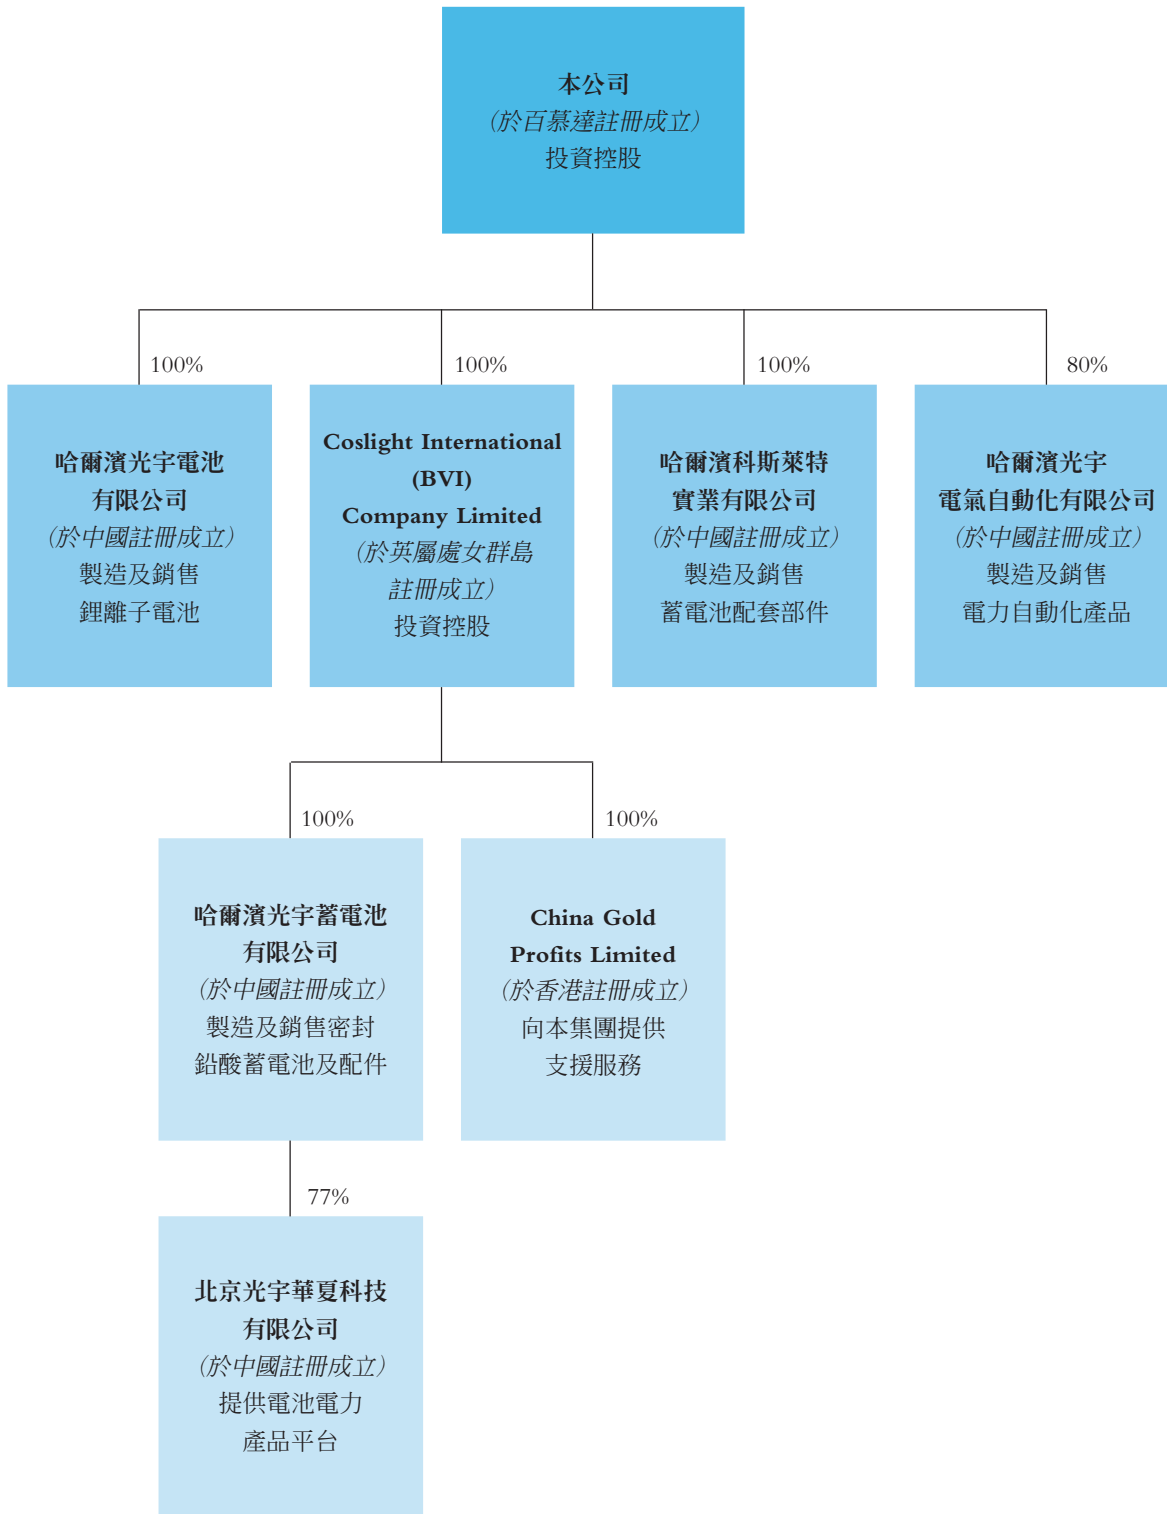 本公司
（於百慕達註冊成立）
投資控股
100%
100%
100%
80%
哈爾濱光宇電池
有限公司
（於中國註冊成立）
製造及銷售
鋰離子電池
Coslight International
(BVI)
Company Limited
（於英屬處女群島
註冊成立）
投資控股
哈爾濱科斯萊特
實業有限公司
（於中國註冊成立）
製造及銷售
蓄電池配套部件
哈爾濱光宇
電氣自動化有限公司
（於中國註冊成立）
製造及銷售
電力自動化產品
100%
100%
哈爾濱光宇蓄電池
有限公司
（於中國註冊成立）
製造及銷售密封
鉛酸蓄電池及配件
China Gold
Profits Limited
（於香港註冊成立）
向本集團提供
支援服務
77%
北京光宇華夏科技
有限公司
（於中國註冊成立）
提供電池電力
產品平台